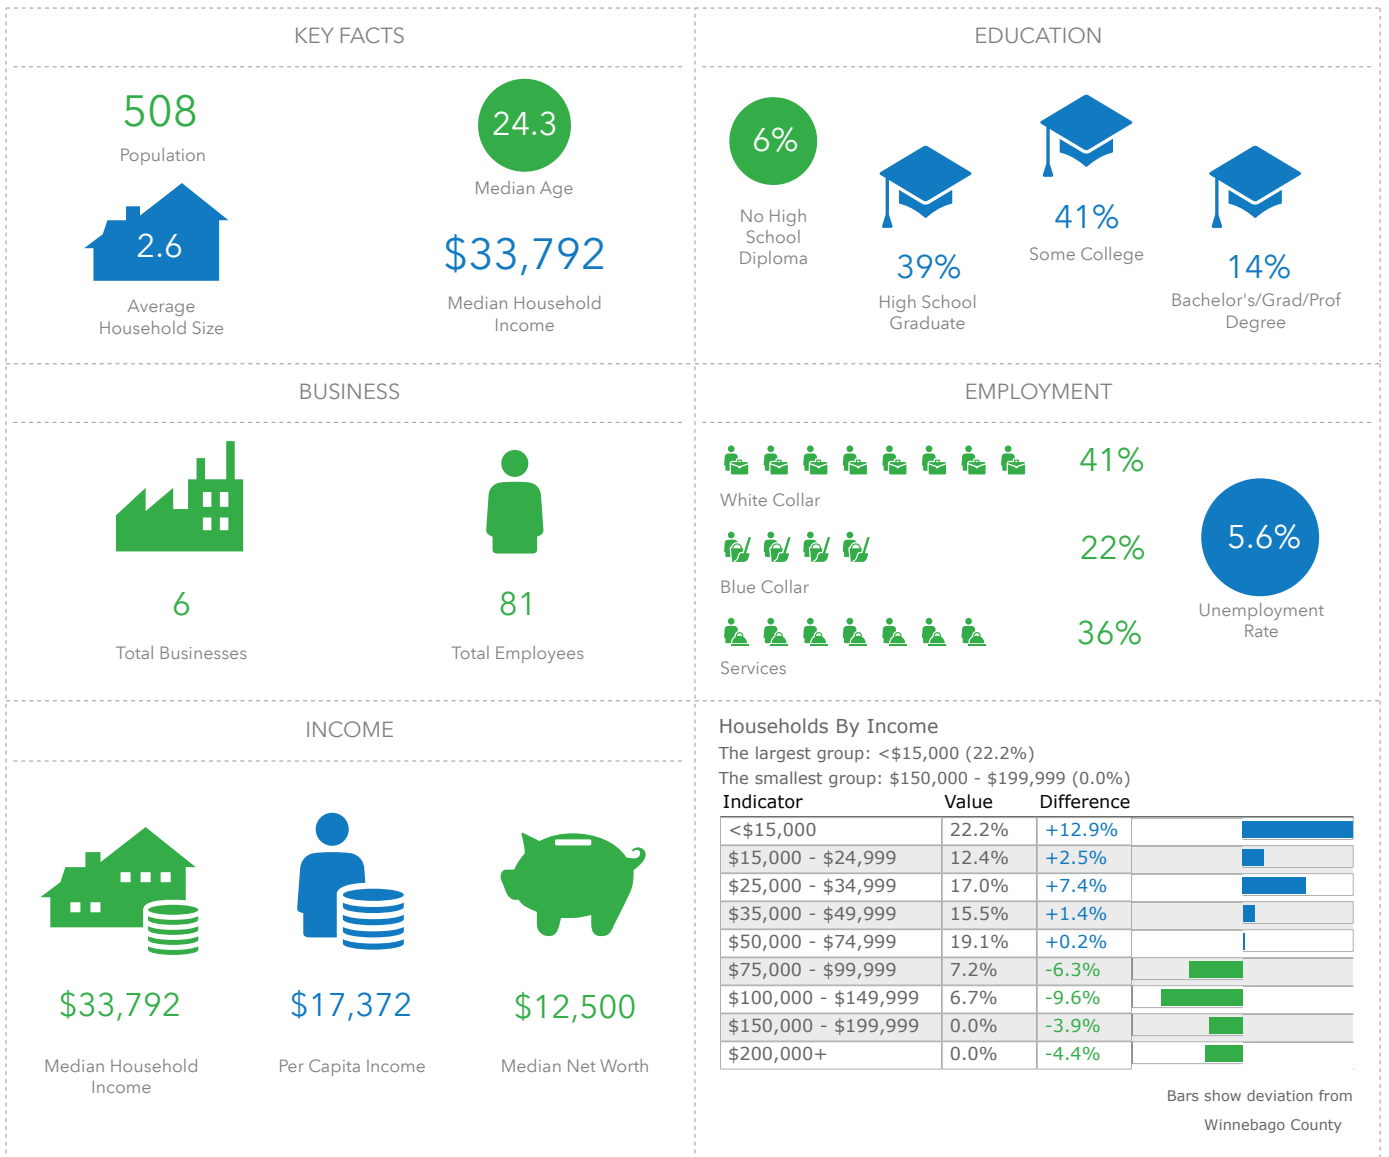 KEY FACTS
508
Population
24.3
Median Age
2.6
Average
Household Size
$33,792
Median Household
Income
EDUCATION
6%
No High
School
Diploma
39%
High School
Graduate
41%
Some College
14%
Bachelor's/Grad/Prof
Degree
BUSINESS
6
Total Businesses
81
Total Employees
EMPLOYMENT
41%
White Collar
22%
Blue Collar
36%
Services
5.6%
Unemployment
Rate
INCOME
$33,792
Median Household
Income
$17,372
Per Capita Income
$12,500
Median Net Worth
Households By Income
The largest group: <$15,000 (22.2%)
The smallest group: $150,000 - $199,999 (0.0%)
Indicator Value Difference
<$15,000 22.2% +12.9%
$15,000 - $24,999 12.4% +2.5%
$25,000 - $34,999 17.0% +7.4%
$35,000 - $49,999 15.5% +1.4%
$50,000 - $74,999 19.1% +0.2%
$75,000 - $99,999 7.2% -6.3%
$100,000 - $149,999 6.7% -9.6%
$150,000 - $199,999 0.0% -3.9%
$200,000+ 0.0% -4.4%
Bars show deviation from
Winnebago County